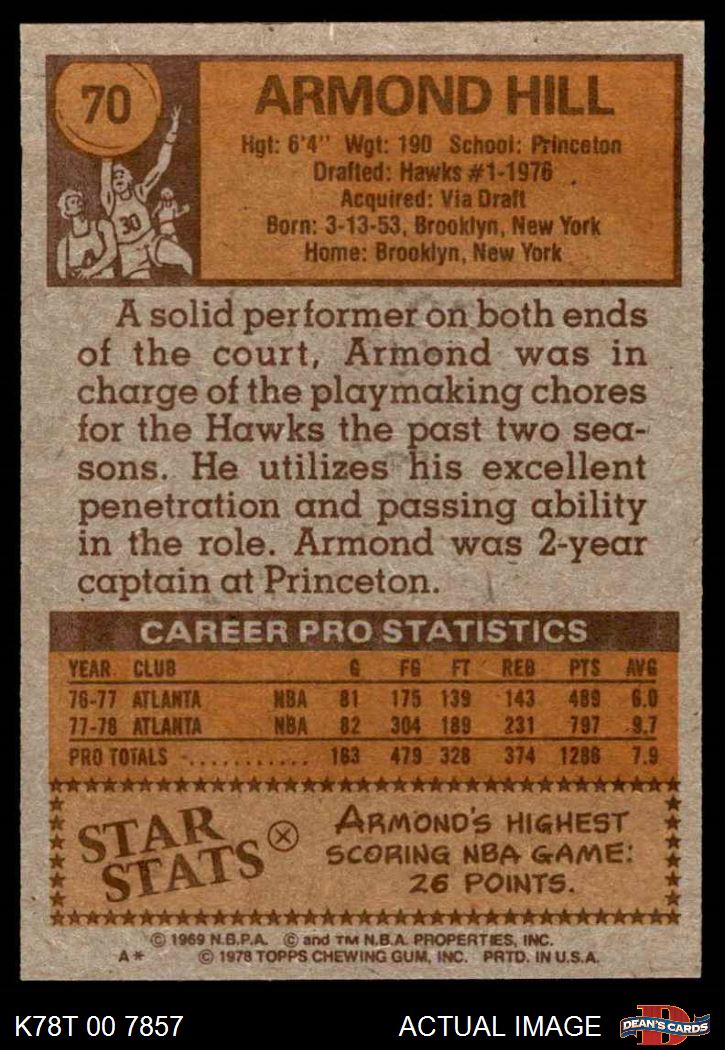 70
ARMOND HILL
Hgt: 6'4" Wgt: 190 School: Princeton
Drafted: Hawks #1-1976
Acquired: Via Draft
Born: 3-13-53, Brooklyn, New York
Home: Brooklyn, New York
30
A solid performer on both ends
of the court, Armond was in
charge of the playmaking chores
for the Hawks the past two sea-
sons. He utilizes his excellent
penetration and passing ability
in the role. Armond was 2-year
captain at Princeton.
CAREER PRO STATISTICS
YEAR CLUB G FG FT REB PTS AVG
76-77 ATLANTA NBA 81 175 139 143 489 6.0
77-78 ATLANTA NBA 82 304 189 231 797 9.7
PRO TOTALS - . . . . . . . . . . . 163 479 328 374 1286 7.9
STAR
STATS
ARMOND'S HIGHEST
SCORING NBA GAME:
26 POINTS.
© 1969 N.B.P.A. © and TM N.B.A. PROPERTIES, INC.
A* © 1978 TOPPS CHEWING GUM, INC. PRTD. IN U.S.A.
K78T 00 7857 ACTUAL IMAGE
D
DEAN'S CARDS